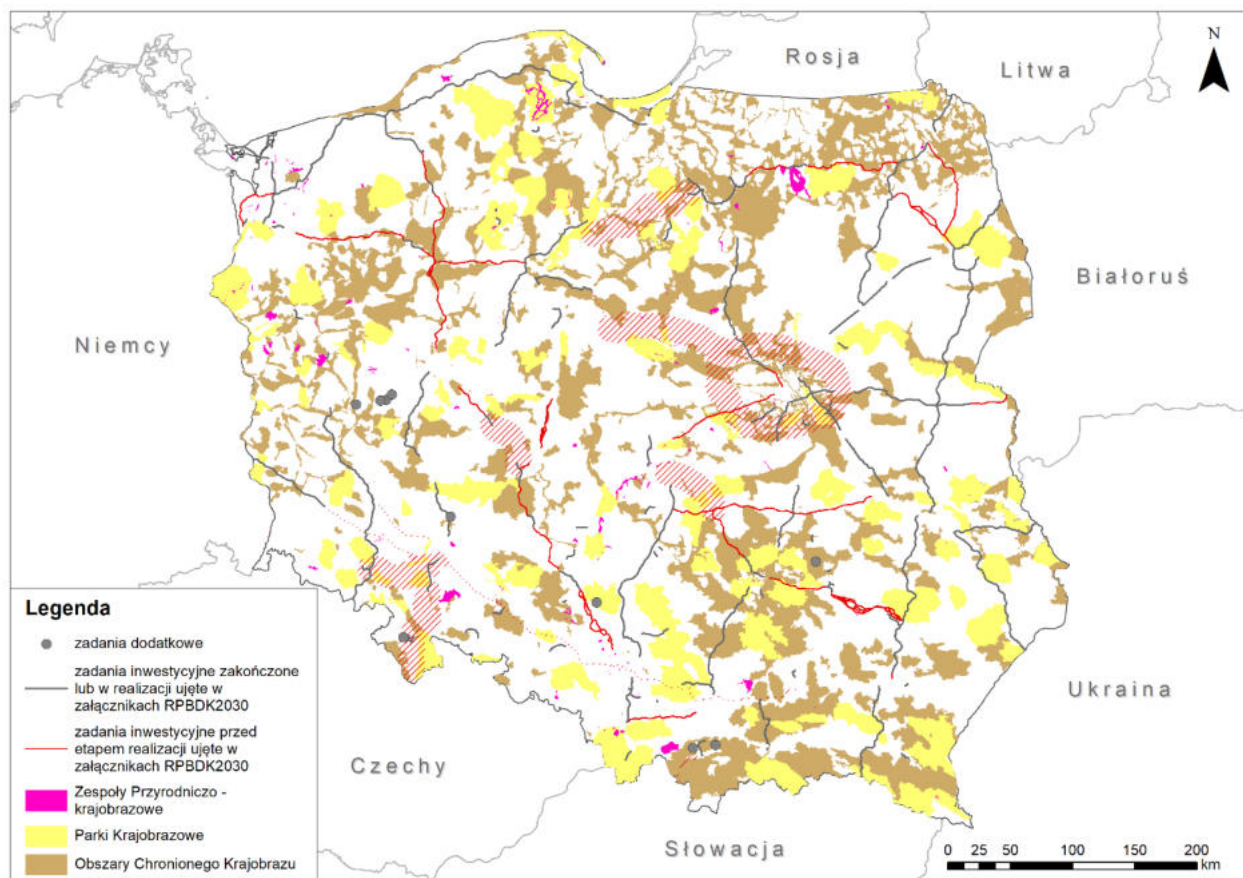 Rosja
Litwa
N
Białoruś
Niemcy
Legenda
zadania dodatkowe
zadania inwestycyjne zakończone
lub w realizacji ujęte w
załącznikach RPBDK2030
zadania inwestycyjne przed
etapem realizacji ujęte w
załącznikach RPBDK2030
Zespoły Przyrodniczo -
krajobrazowe
Parki Krajobrazowe
Obszary Chronionego Krajobrazu
Ukraina
Czechy
Słowacja
0 25 50 100 150 200
km